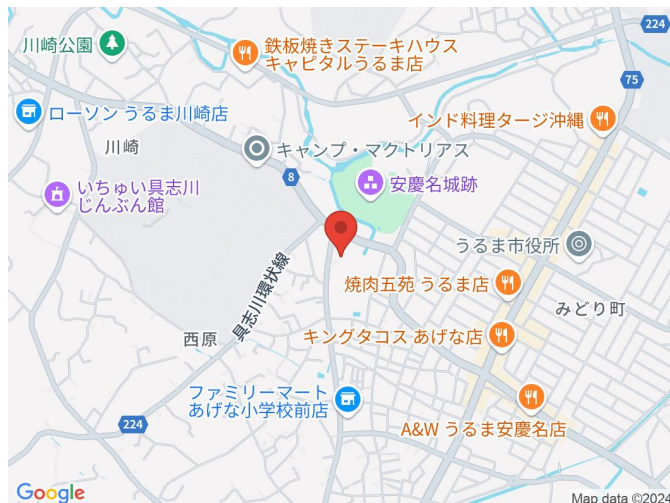 川崎公園
鉄板焼きステーキハウス
キャピタルうるま店
224
75
ローソン うるま川崎店
インド料理タージ沖縄
川崎
キャンプ・マクトリアス
8
いちゅい具志川
じんぶん館
安慶名城跡
うるま市役所
具志川環状線
焼肉五苑 うるま店
みどり町
西原
キングタコス あげな店
ファミリーマート
あげな小学校前店
224
A&W うるま安慶名店
Google
Map data ©2024